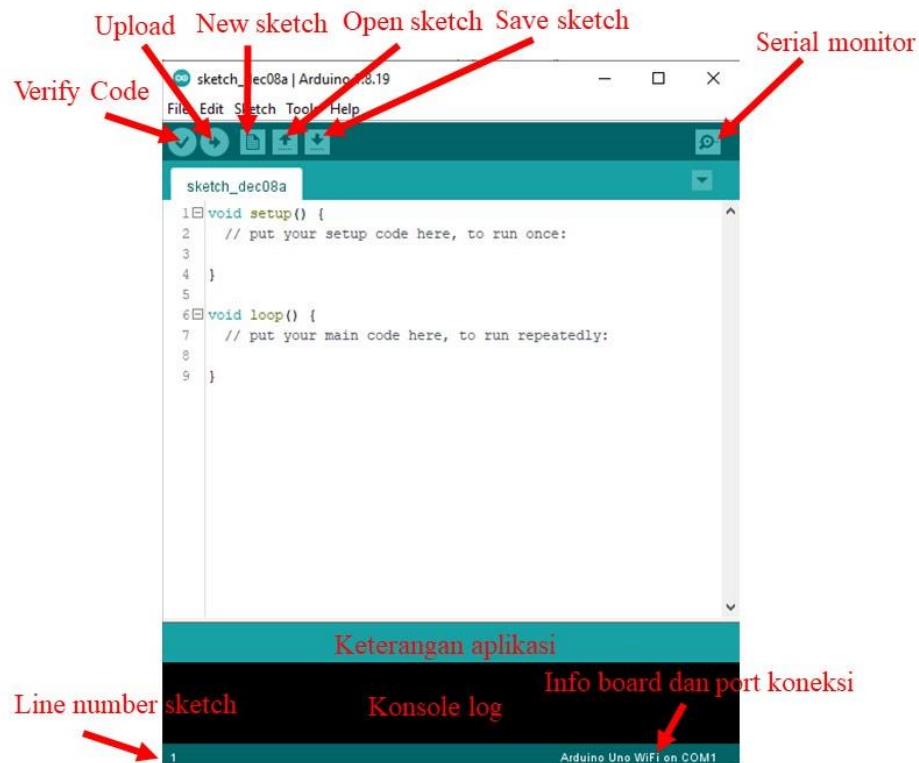 Upload New sketch Open sketch Save sketch
Serial monitor
Verify Code
sketch_dec08a | Arduino 1.8.19
File Edit Sketch Tools Help
sketch_dec08a
1 void setup() {
2 // put your setup code here, to run once:
3
4 }
5
6 void loop() {
7 // put your main code here, to run repeatedly:
8
9 }
Keterangan aplikasi
Info board dan port koneksi
Line number sketch
Konsole log
1
Arduino Uno WiFi on COM1